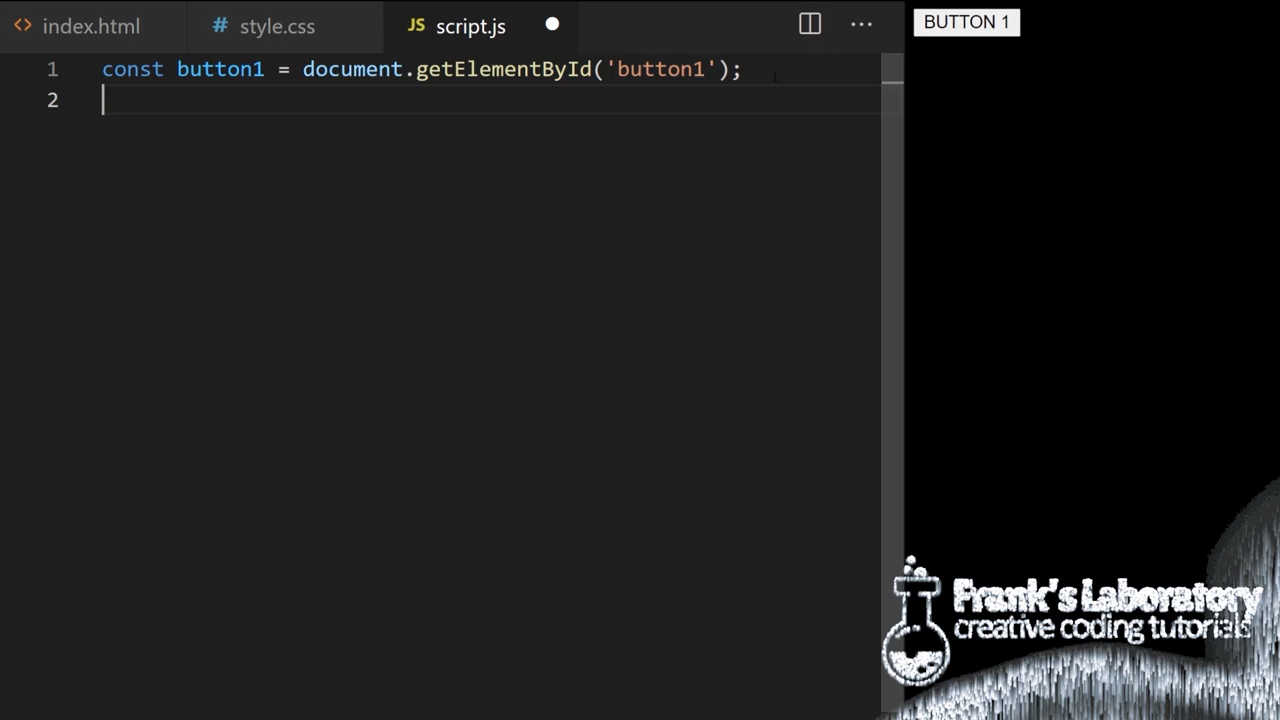 <> index.html
# style.css
JS script.js
BUTTON 1
1 const button1 = document.getElementById('button1');
2
Frank's Laboratory
creative coding tutorials